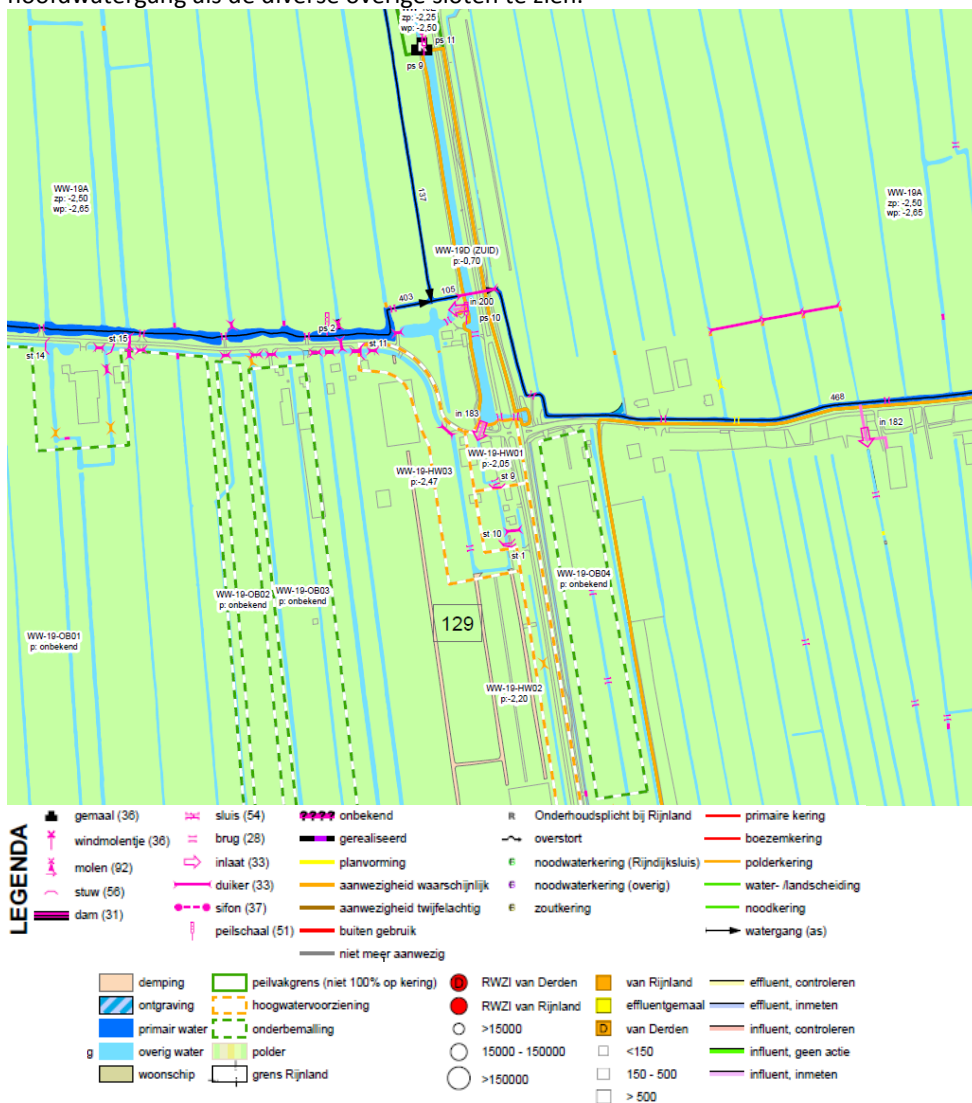 hoofdwatergang als de diverse overige sloten te zien.
zp: -2,25
wp: -2,50
ps 11
ps 9
WW-19A
zp: -2,50
wp: -2,65
137
WW-19A
zp: -2,50
wp: -2,65
WW-19D (ZUID)
p:-0,70
403
105
in 200
ps 10
ps 2
st 15
st 14
st 11
468
in 183
in 182
WW-19-HW01
p:-2,05
WW-19-HW03
p:-2,47
st 9
st 10
st 1
WW-19-OB04
p: onbekend
WW-19-OB03
p: onbekend
WW-19-OB02
p: onbekend
129
WW-19-OB01
p: onbekend
WW-19-HW02
p:-2,20
LEGENDA
gemaal (36)
windmolentje (36)
molen (92)
stuw (56)
dam (31)
sluis (54)
brug (28)
inlaat (33)
duiker (33)
sifon (37)
peilschaal (51)
onbekend
gerealiseerd
planvorming
aanwezigheid waarschijnlijk
aanwezigheid twijfelachtig
buiten gebruik
niet meer aanwezig
R Onderhoudsplicht bij Rijnland
overstort
6 noodwaterkering (Rijndijksluis)
6 noodwaterkering (overig)
6 zoutkering
primaire kering
boezemkering
polderkering
water- /landscheiding
noodkering
watergang (as)
demping
ontgraving
primair water
g overig water
woonschip
peilvakgrens (niet 100% op kering)
hoogwatervoorziening
onderbemalling
polder
grens Rijnland
D RWZI van Derden
RWZI van Rijnland
>15000
15000 - 150000
>150000
van Rijnland
effluentgemaal
D van Derden
<150
150 - 500
> 500
effluent, controleren
effluent, inmeten
influent, controleren
influent, geen actie
influent, inmeten